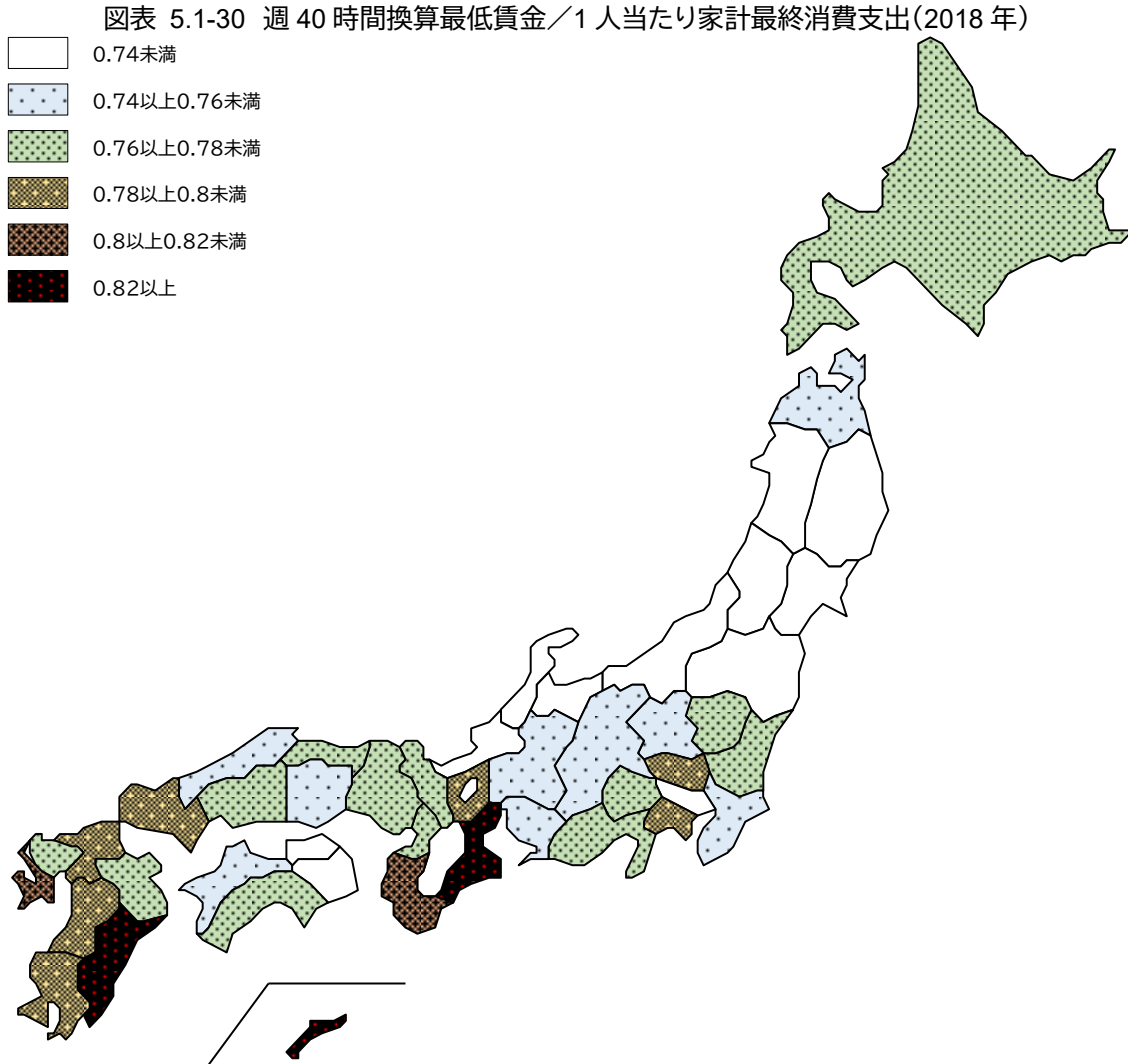 図表 5.1-30 週 40 時間換算最低賃金／1 人当たり家計最終消費支出(2018 年)
0.74未満
0.74以上0.76未満
0.76以上0.78未満
0.78以上0.8未満
0.8以上0.82未満
0.82以上